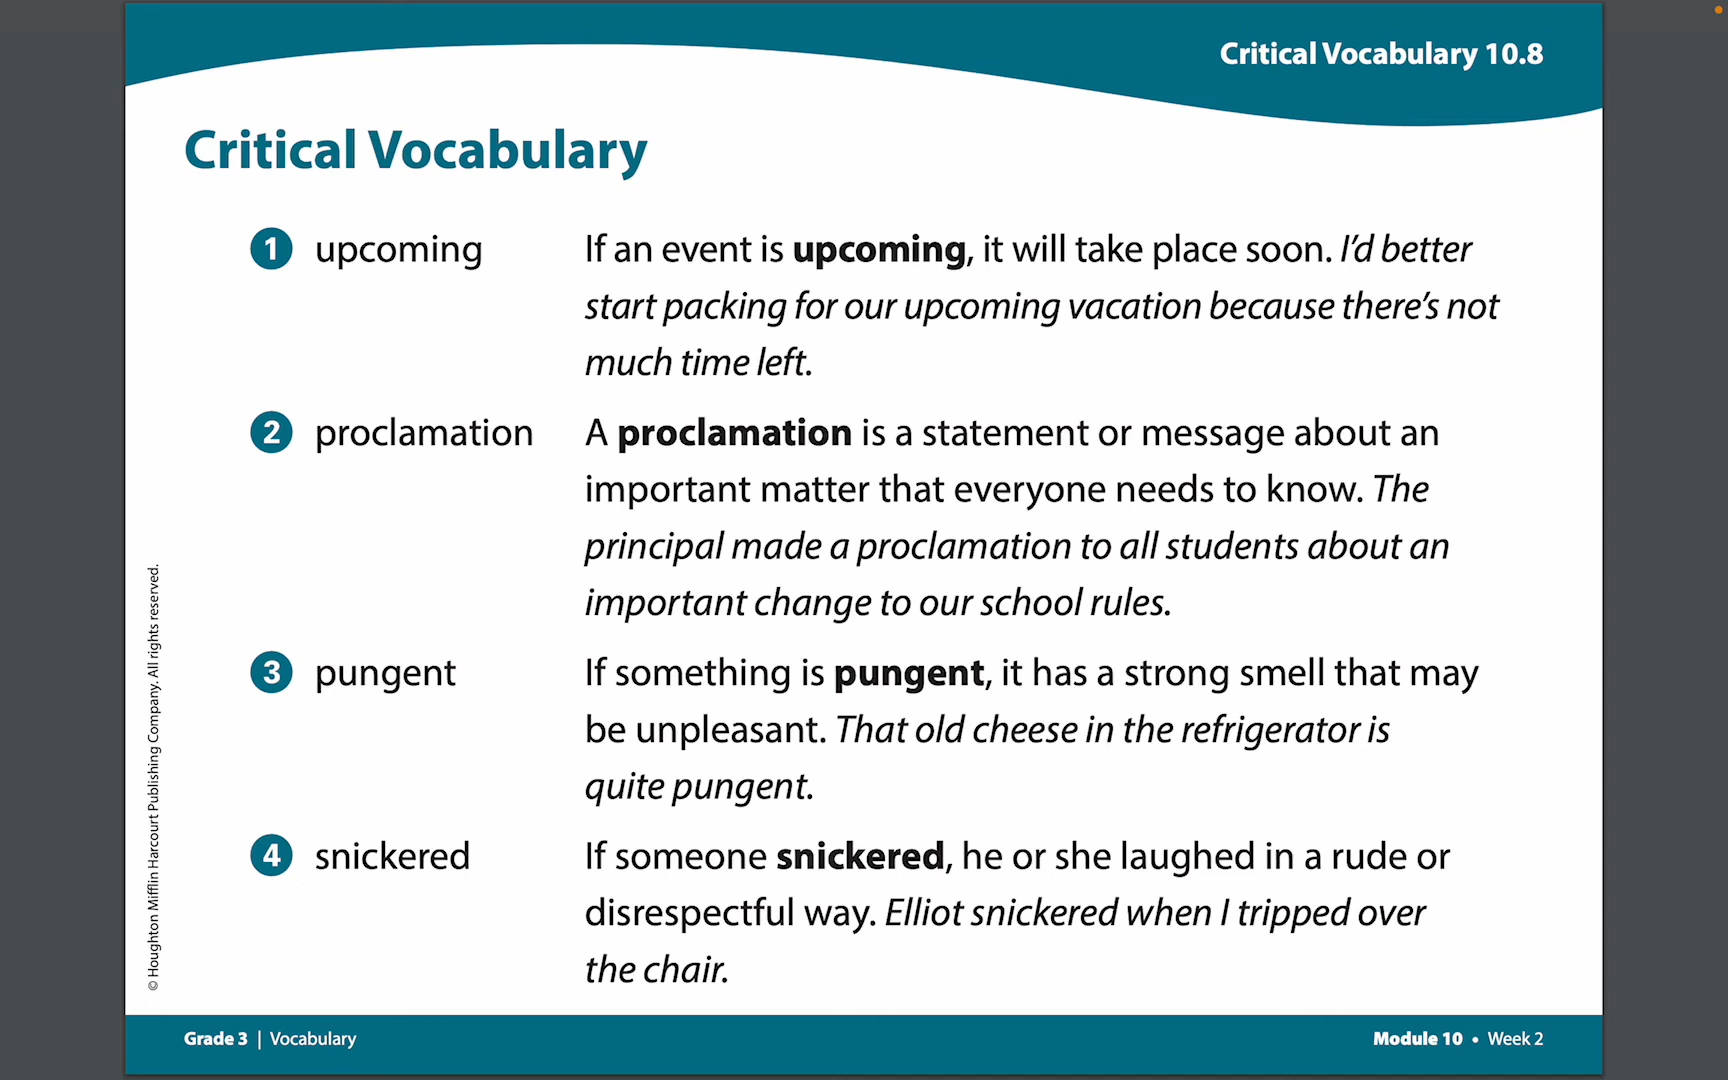 Critical Vocabulary 10.8
Critical Vocabulary
1 upcoming If an event is upcoming, it will take place soon. I’d better
start packing for our upcoming vacation because there’s not
much time left.
2 proclamation A proclamation is a statement or message about an
important matter that everyone needs to know. The
principal made a proclamation to all students about an
important change to our school rules.
3 pungent If something is pungent, it has a strong smell that may
be unpleasant. That old cheese in the refrigerator is
quite pungent.
4 snickered If someone snickered, he or she laughed in a rude or
disrespectful way. Elliot snickered when I tripped over
the chair.
© Houghton Mifflin Harcourt Publishing Company. All rights reserved.
Grade 3 | Vocabulary
Module 10 • Week 2